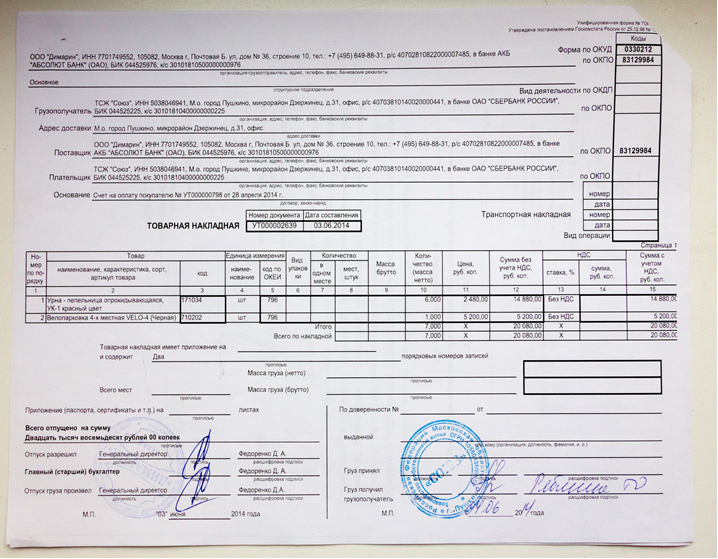 Унифицированная форма № ТОР
Утверждена постановлением Госкомстата России от 25.12.98 №
Коды
Форма по ОКУД 0330212
ООО "Димарин", ИНН 7701749552, 105082, Москва г, Почтовая Б. ул, дом № 36, строение 10, тел.: +7 (495) 649-88-31, р/с 40702810822000007485, в банке АКБ
"АБСОЛЮТ БАНК" (ОАО), БИК 044525976, к/с 30101810500000000976
по ОКПО 83129984
организация-грузоотправитель, адрес, телефон, факс, банковские реквизиты
Основное
структурное подразделение
Вид деятельности по ОКДП
ТСЖ "Союз", ИНН 5038046941, М.о. город Пушкино, микрорайон Дзержинец, д.31, офис, р/с 40703810140020000441, в банке ОАО "СБЕРБАНК РОССИИ",
Грузополучатель БИК 044525225, к/с 30101810400000000225
по ОКПО
организация, адрес, телефон, факс, банковские реквизиты
Адрес доставки М.о. город Пушкино, микрорайон Дзержинец, д.31, офис
адрес доставки
ООО "Димарин", ИНН 7701749552, 105082, Москва г, Почтовая Б. ул, дом № 36, строение 10, тел.: +7 (495) 649-88-31, р/с 40702810822000007485, в банке
Поставщик АКБ "АБСОЛЮТ БАНК" (ОАО), БИК 044525976, к/с 30101810500000000976
по ОКПО 83129984
организация, адрес, телефон, факс, банковские реквизиты
ТСЖ "Союз", ИНН 5038046941, М.о. город Пушкино, микрорайон Дзержинец, д.31, офис, р/с 40703810140020000441, в банке ОАО "СБЕРБАНК РОССИИ",
Плательщик БИК 044525225, к/с 30101810400000000225
по ОКПО
организация, адрес, телефон, факс, банковские реквизиты
Основание Счет на оплату покупателю № УТ000000798 от 28 апреля 2014 г.
номер
договор, заказ-наряд
дата
Номер документа Дата составления
Транспортная накладная номер
ТОВАРНАЯ НАКЛАДНАЯ УТ000002639 03.06.2014
дата
Вид операции
Страница 1
Но-мер по по-рядку Товар Единица измерения Вид упаков ки Количество Масса брутто Коли-чество (масса нетто) Цена, руб. коп. Сумма без учета НДС, руб. коп. НДС Сумма с учетом НДС, руб. коп.
наименование, характеристика, сорт, артикул товара код наиме-нование код по ОКЕИ в одном месте мест, штук ставка, % сумма, руб. коп.
1 2 3 4 5 6 7 8 9 10 11 12 13 14 15
1 Урна - пепельница опрокидывающаяся, УК-1 красный цвет 171034 шт 796 6,000 2 480,00 14 880,00 Без НДС 14 880,0
2 Велопарковка 4-х местная VELO-4 (Черная) 710202 шт 796 1,000 5 200,00 5 200,00 Без НДС 5 200,0
Итого 7,000 X 20 080,00 X 20 080,0
Всего по накладной 7,000 X 20 080,00 X 20 080,0
Товарная накладная имеет приложение на
и содержит Два порядковых номеров записей
прописью
Масса груза (нетто)
прописью
Всего мест Масса груза (брутто)
прописью прописью
Приложение (паспорта, сертификаты и т.п.) на листах
По доверенности № от
прописью
Всего отпущено на сумму
Двадцать тысяч восемьдесят рублей 00 копеек
выданной
прописью
кому (организация, должность, фамилия, и. о.)
Отпуск разрешил Генеральный директор Федоренко Д. А.
должность подпись расшифровка подписи
Главный (старший) бухгалтер Федоренко Д. А.
Груз принял
подпись расшифровка подписи
Отпуск груза произвел Генеральный директор Федоренко Д. А.
Груз получил
грузополучатель
должность подпись расшифровка подписи
М.П. "03" июня 2014 года
М.П. 04.06 2014
«СОЮЗ»